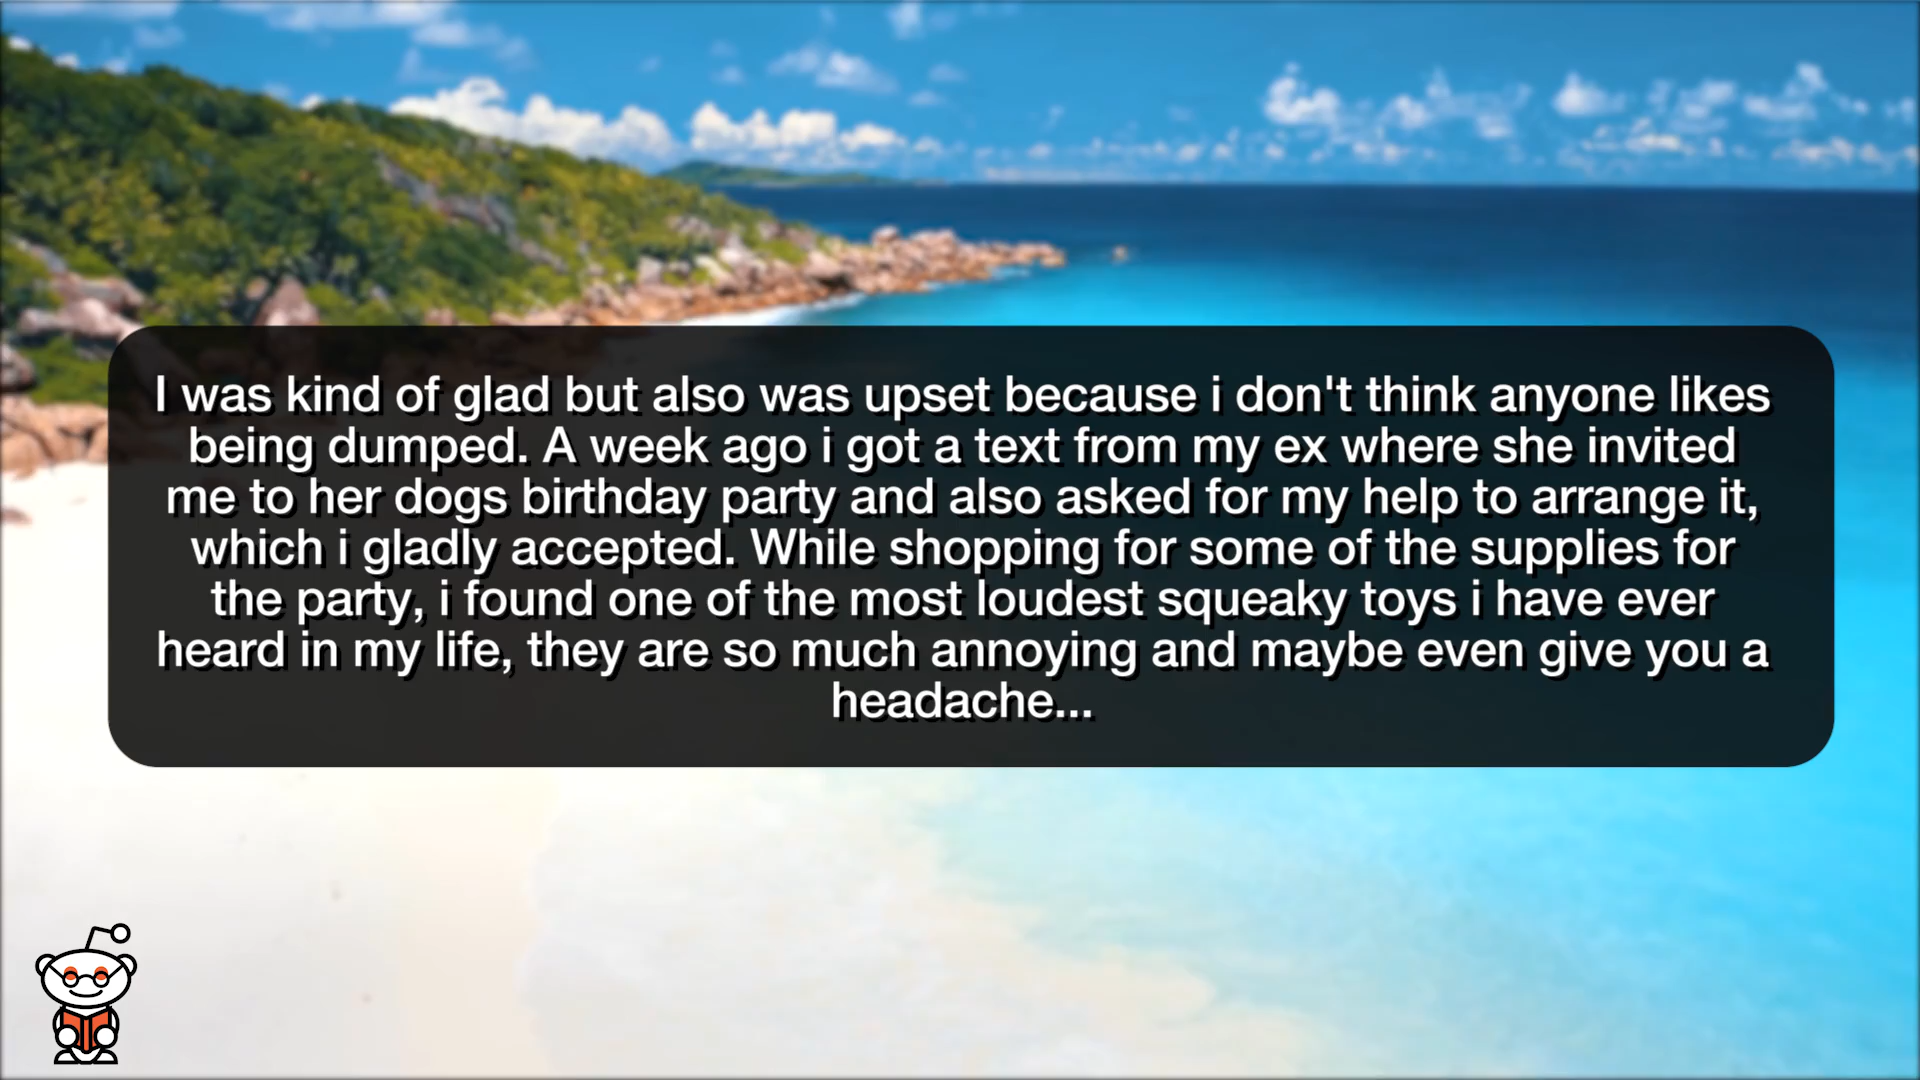 I was kind of glad but also was upset because i don't think anyone likes
being dumped. A week ago i got a text from my ex where she invited
me to her dogs birthday party and also asked for my help to arrange it,
which i gladly accepted. While shopping for some of the supplies for
the party, i found one of the most loudest squeaky toys i have ever
heard in my life, they are so much annoying and maybe even give you a
headache...